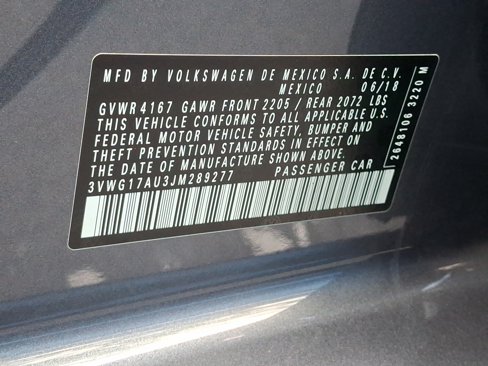 MFD BY VOLKSWAGEN DE MEXICO S.A. DE C.V.
MEXICO 06/18
GVWR 4167 GAWR FRONT 2205 / REAR 2072 LBS
THIS VEHICLE CONFORMS TO ALL APPLICABLE U.S.
FEDERAL MOTOR VEHICLE SAFETY, BUMPER AND
THEFT PREVENTION STANDARDS IN EFFECT ON
THE DATE OF MANUFACTURE SHOWN ABOVE.
3VWG17AU3JM289277 PASSENGER CAR
2648106 3220 M